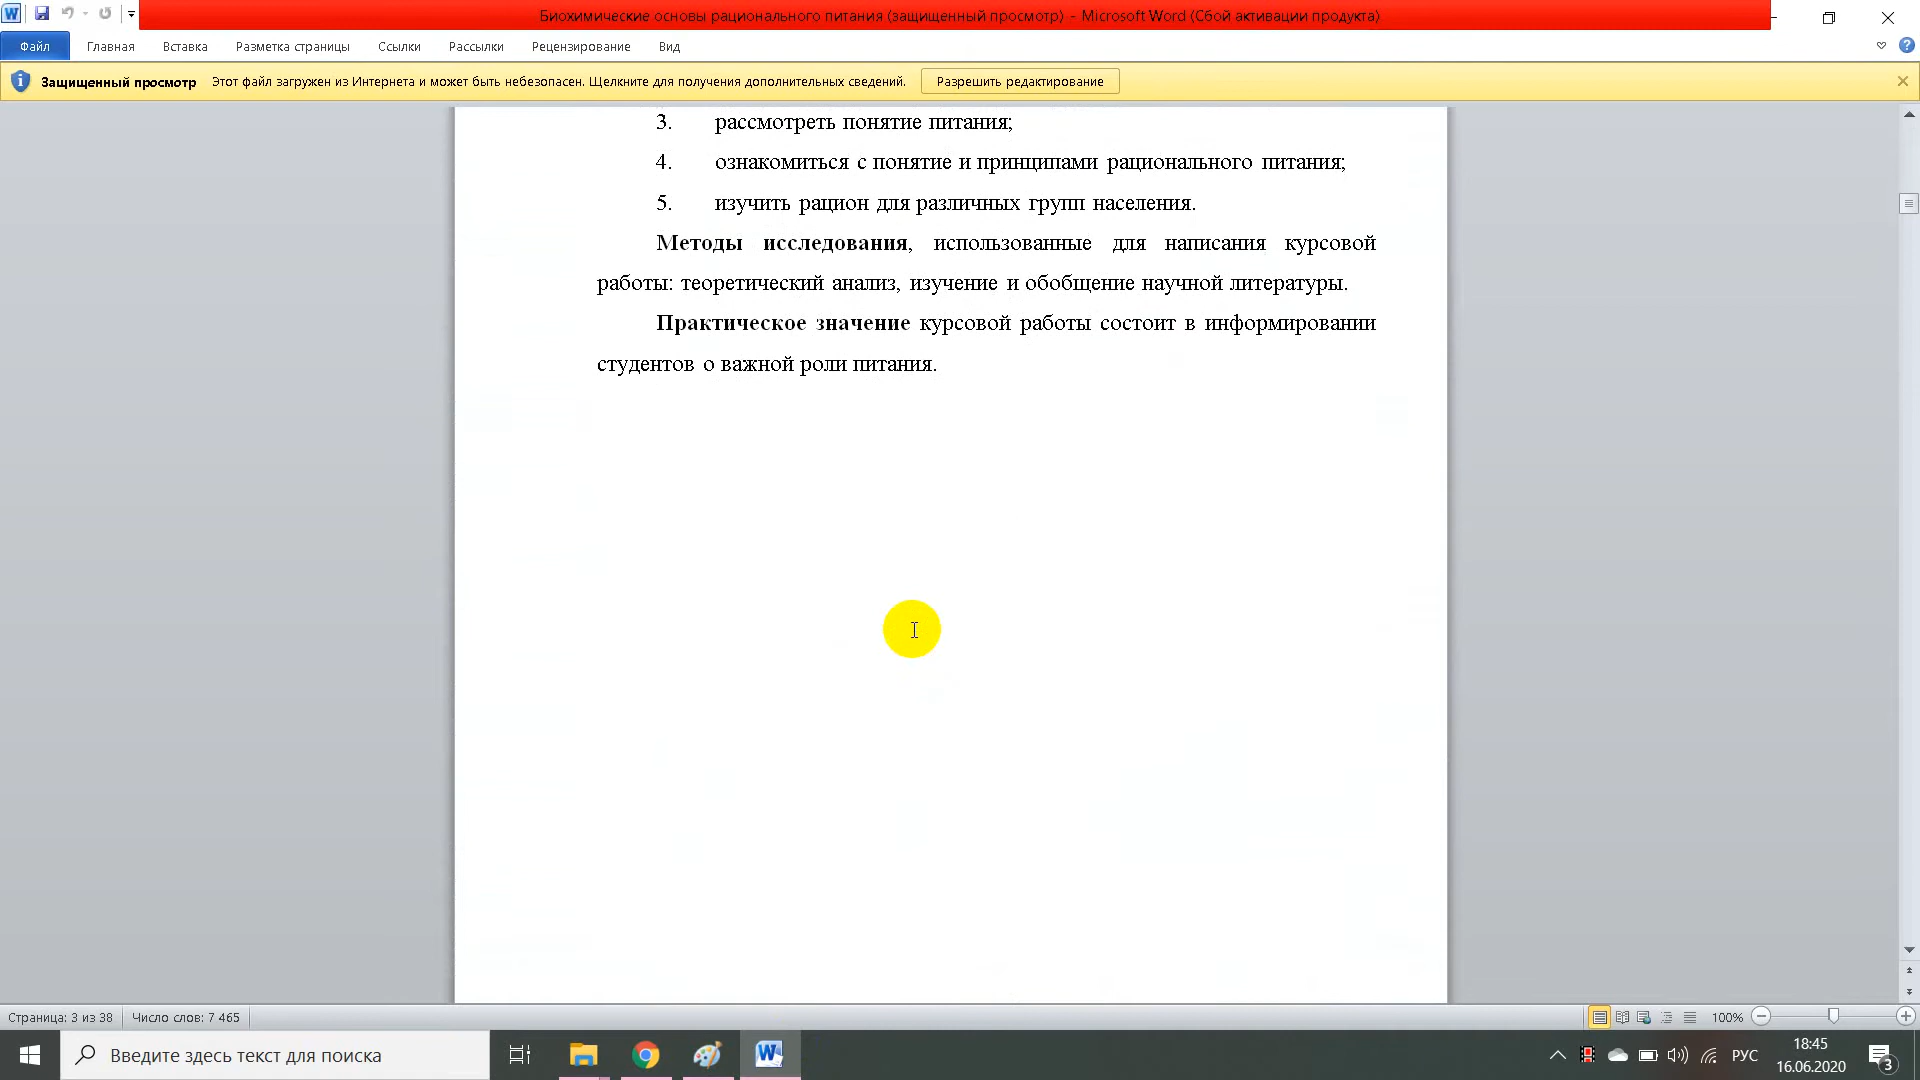 Биохимические основы рационального питания (защищенный просмотр) - Microsoft Word (Сбой активации продукта)
Файл Главная Вставка Разметка страницы Ссылки Рассылки Рецензирование Вид
Защищенный просмотр Этот файл загружен из Интернета и может быть небезопасен. Щелкните для получения дополнительных сведений. Разрешить редактирование
3. рассмотреть понятие питания;
4. ознакомиться с понятие и принципами рационального питания;
5. изучить рацион для различных групп населения.
Методы исследования, использованные для написания курсовой
работы: теоретический анализ, изучение и обобщение научной литературы.
Практическое значение курсовой работы состоит в информировании
студентов о важной роли питания.
Страница: 3 из 38 Число слов: 7 465 100%
Введите здесь текст для поиска РУС 18:45
16.06.2020 3